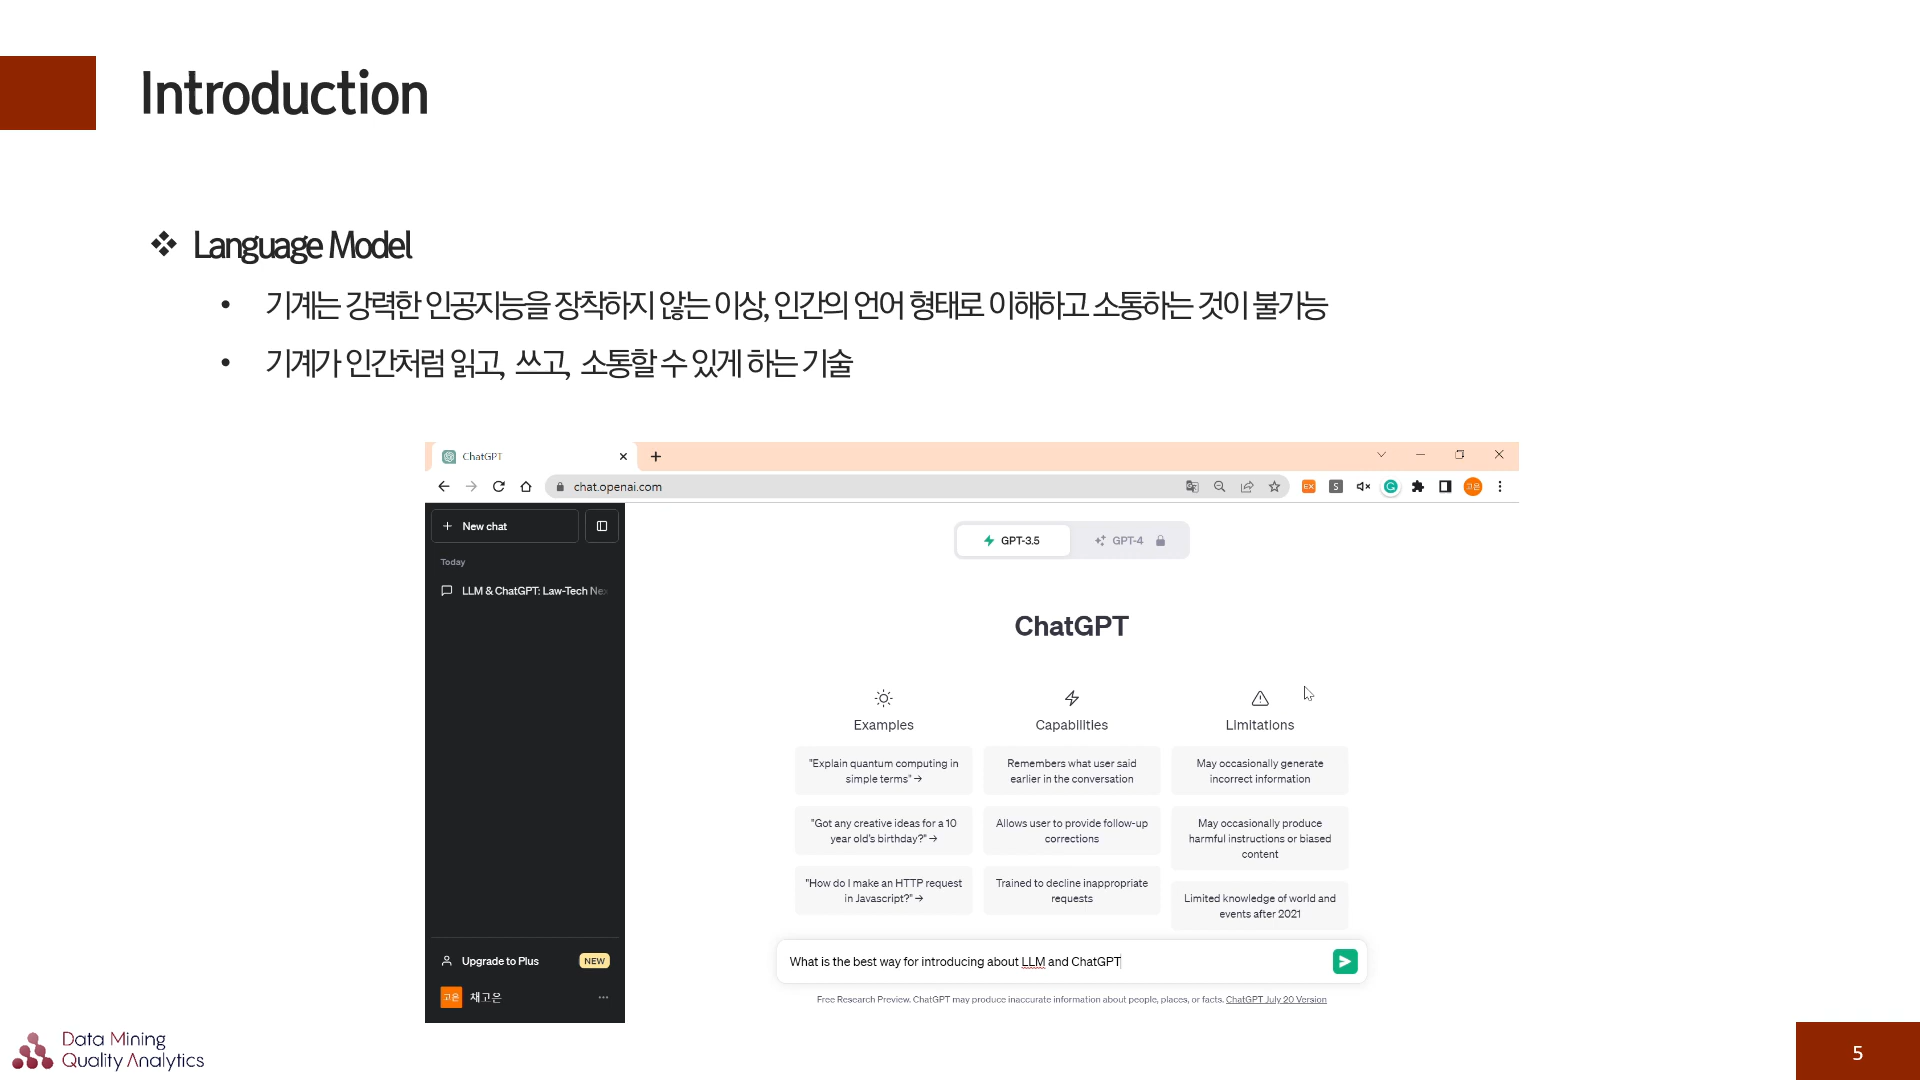 Introduction
❖ Language Model
• 기계는 강력한 인공지능을 장착하지 않는 이상, 인간의 언어 형태로 이해하고 소통하는 것이 불가능
• 기계가 인간처럼 읽고, 쓰고, 소통할 수 있게 하는 기술
ChatGPT
chat.openai.com
EX
S
고은
New chat
Today
LLM & ChatGPT: Law-Tech Nex
GPT-3.5
GPT-4
ChatGPT
Examples
"Explain quantum computing in
simple terms" →
"Got any creative ideas for a 10
year old's birthday?" →
"How do I make an HTTP request
in Javascript?" →
Capabilities
Remembers what user said
earlier in the conversation
Allows user to provide follow-up
corrections
Trained to decline inappropriate
requests
Limitations
May occasionally generate
incorrect information
May occasionally produce
harmful instructions or biased
content
Limited knowledge of world and
events after 2021
What is the best way for introducing about LLM and ChatGPT
Free Research Preview. ChatGPT may produce inaccurate information about people, places, or facts. ChatGPT July 20 Version
Upgrade to Plus
NEW
고은
채고은
Data Mining
Quality Analytics
5